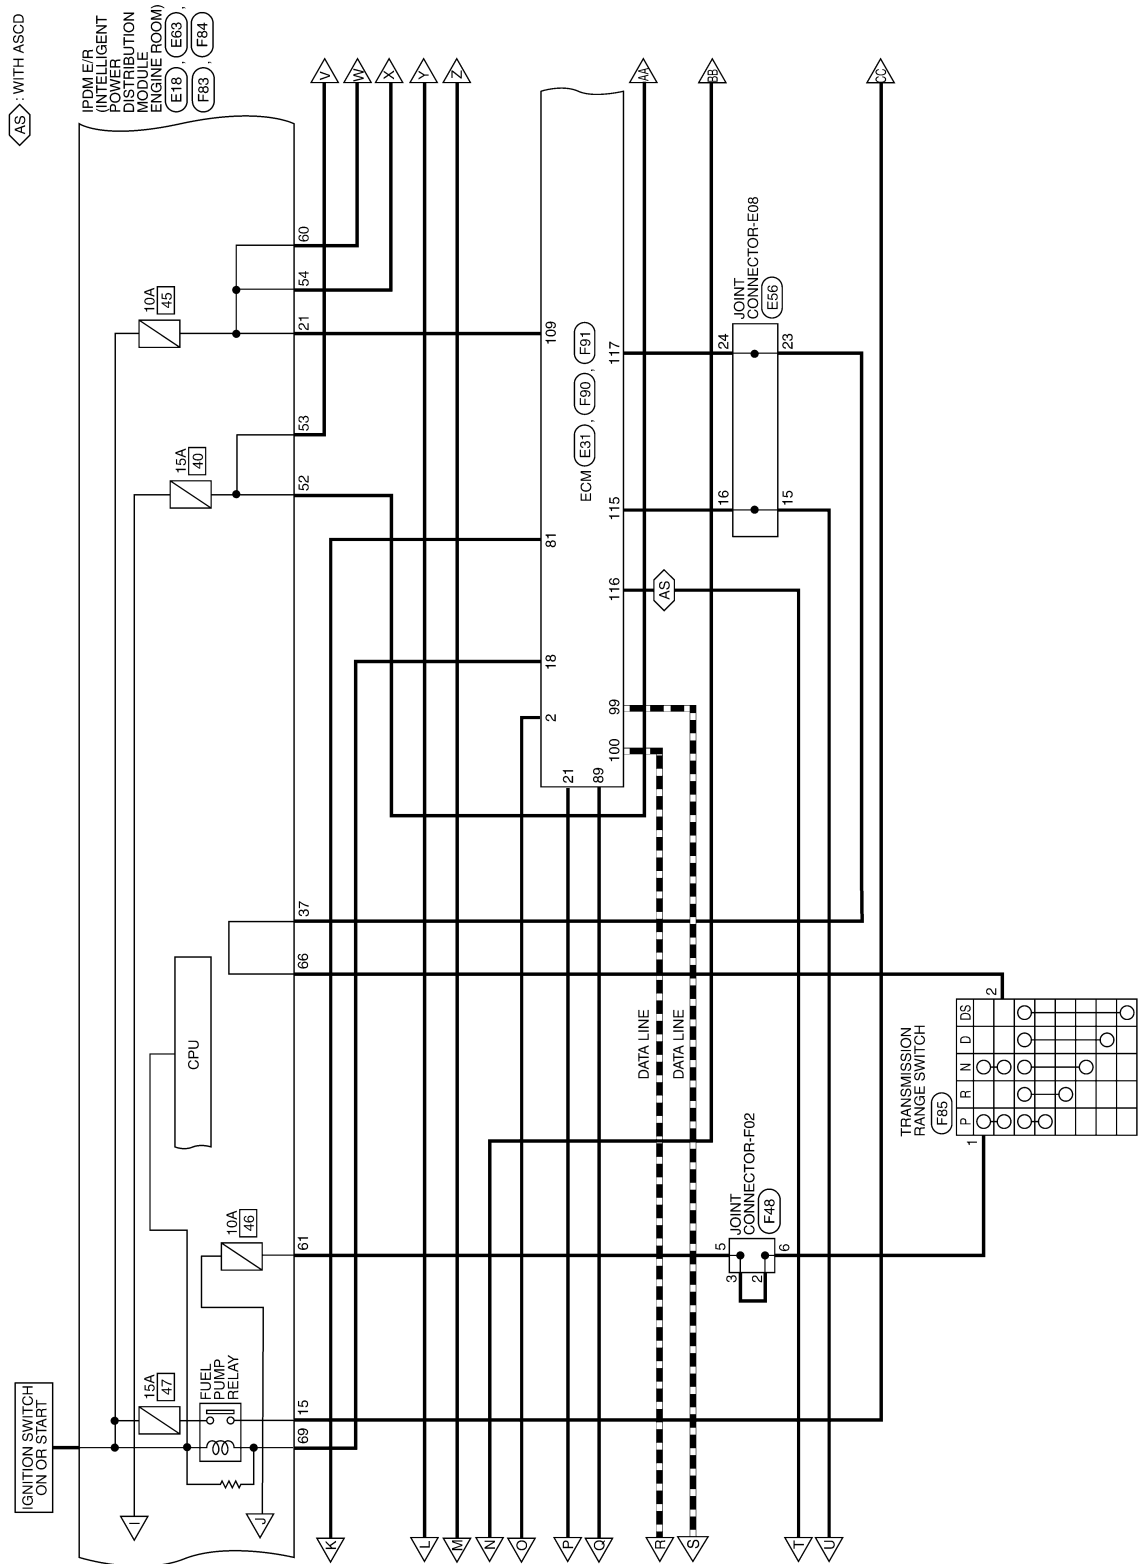 AS : WITH ASCD
IPDM E/R
(INTELLIGENT
POWER
DISTRIBUTION
MODULE
ENGINE ROOM)
E18 , E63 ,
F83 , F84
IGNITION SWITCH
ON OR START
15A
47
FUEL
PUMP
RELAY
10A
46
CPU
15A
40
10A
45
I
J
69
15
61
66
37
52
53
21
54
60
K
L
M
N
O
P
Q
R
S
T
U
V
W
X
Y
Z
AA
BB
CC
2
18
81
109
21
89
ECM E31 , F90 , F91
100
99
116
115
117
AS
DATA LINE
DATA LINE
JOINT
CONNECTOR-E08
E56
16
24
15
23
JOINT
CONNECTOR-F02
F48
5
3
2
6
TRANSMISSION
RANGE SWITCH
F85
1
2
P R N D DS